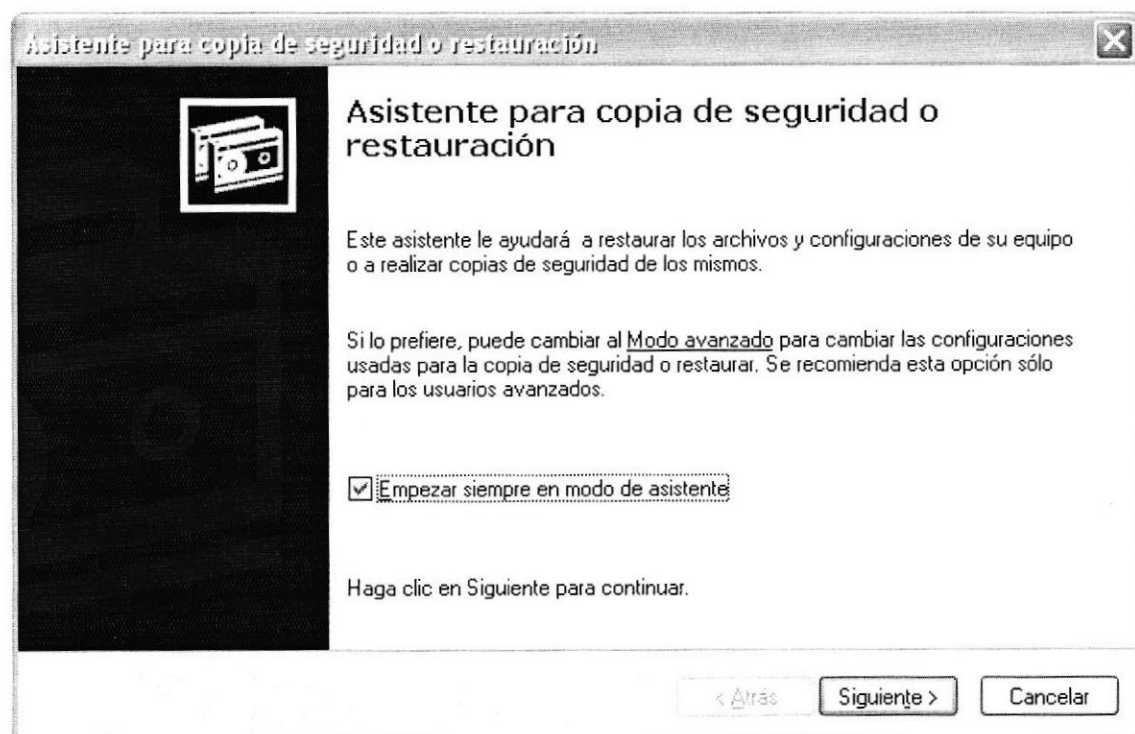 Asistente para copia de seguridad o restauración
Asistente para copia de seguridad o
restauración
Este asistente le ayudará  a restaurar los archivos y configuraciones de su equipo
o a realizar copias de seguridad de los mismos.
Si lo prefiere, puede cambiar al Modo avanzado para cambiar las configuraciones
usadas para la copia de seguridad o restaurar. Se recomienda esta opción sólo
para los usuarios avanzados.
Empezar siempre en modo de asistente
Haga clic en Siguiente para continuar.
< Atrás Siguiente > Cancelar